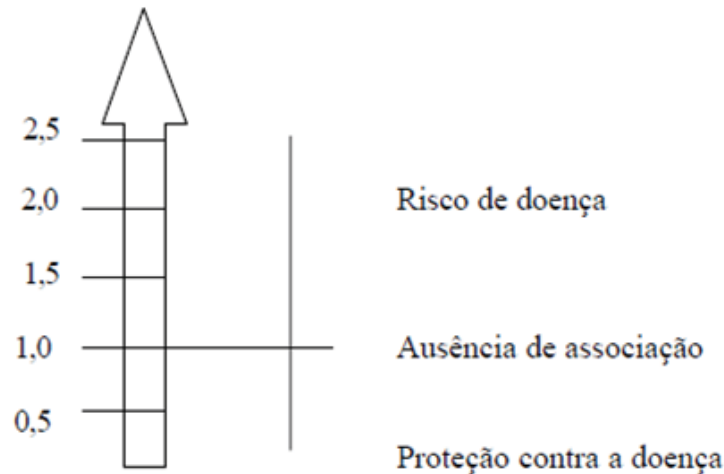 2,5
2,0
Risco de doença
1,5
1,0
Ausência de associação
0,5
Proteção contra a doença